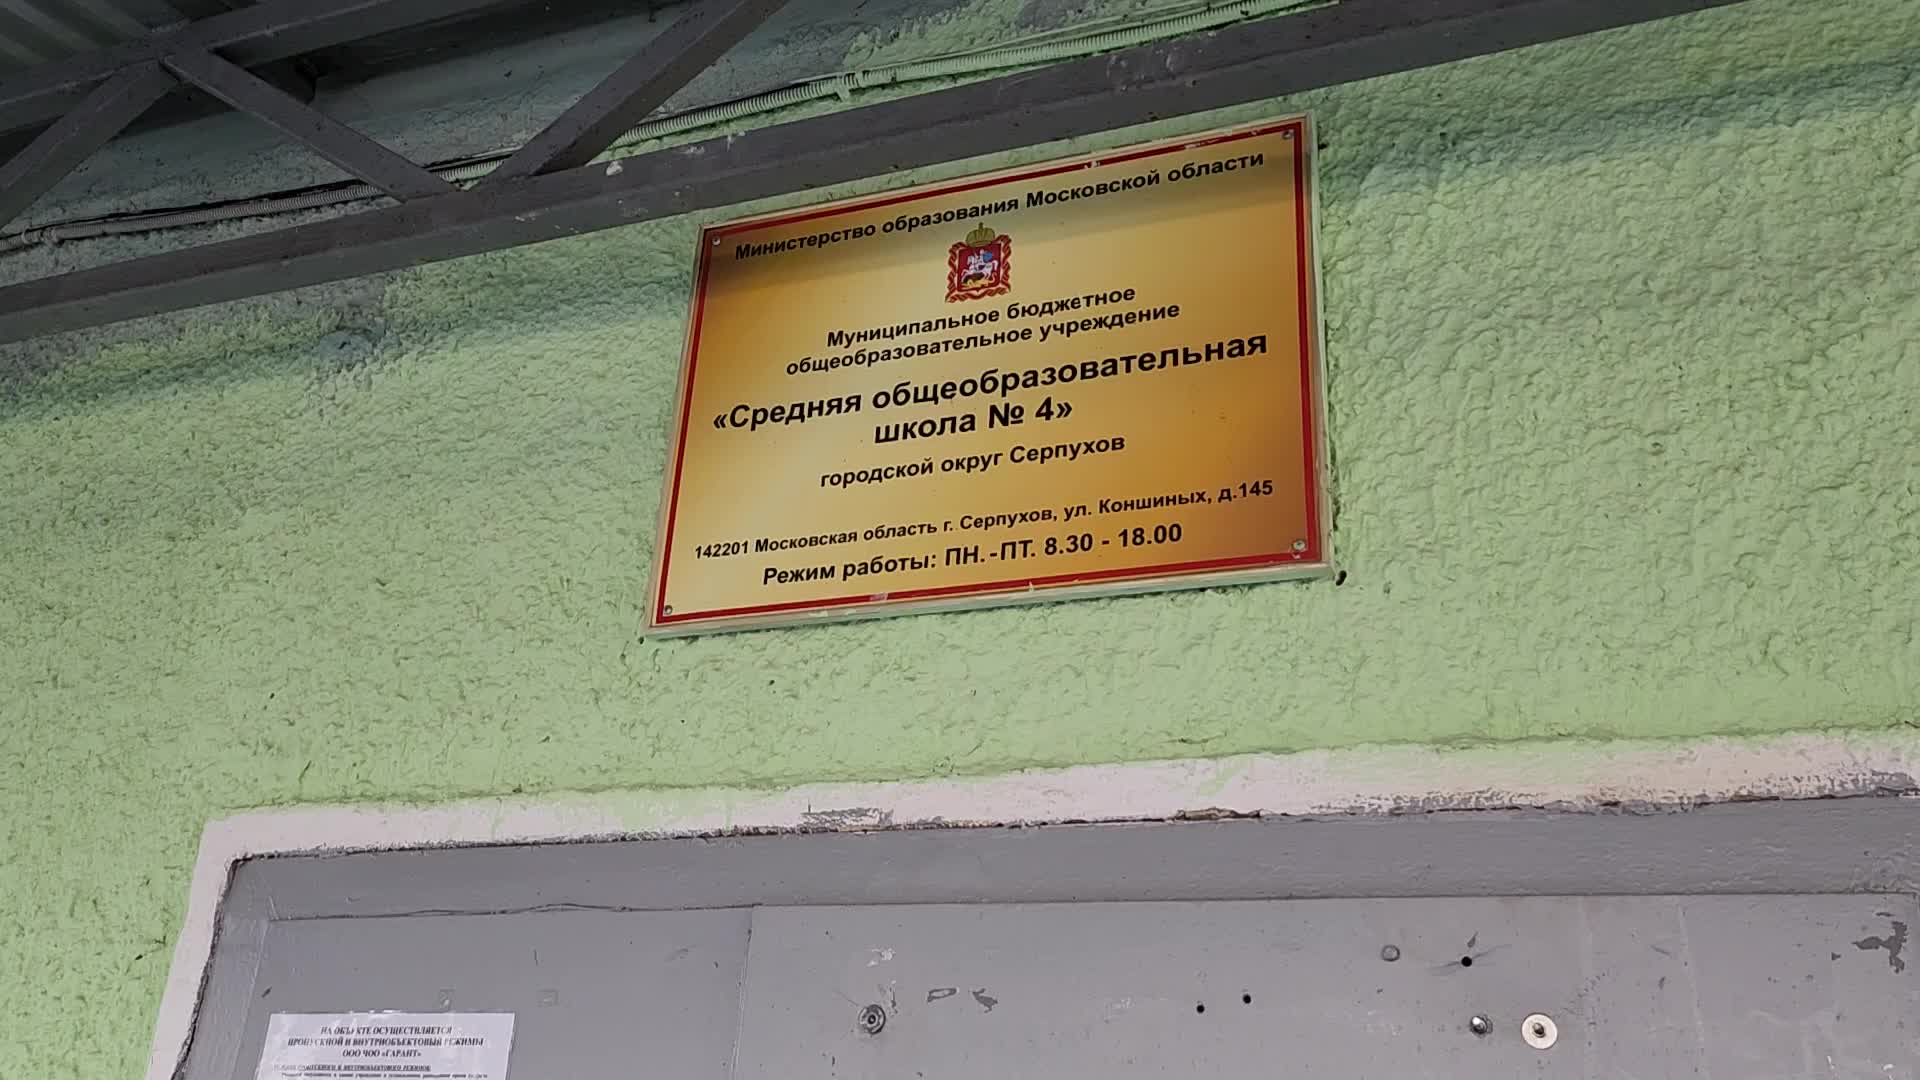 Министерство образования Московской области
Муниципальное бюджетное
общеобразовательное учреждение
«Средняя общеобразовательная
школа № 4»
городской округ Серпухов
142201 Московская область г. Серпухов, ул. Коншиных, д.145
Режим работы: ПН.-ПТ. 8.30 - 18.00
НА ОБЪЕКТЕ ОСУЩЕСТВЛЯЕТСЯ
ПРОПУСКНОЙ И ВНУТРИОБЪЕКТОВЫЙ РЕЖИМЫ
ООО ЧОО «ГАРАНТ»